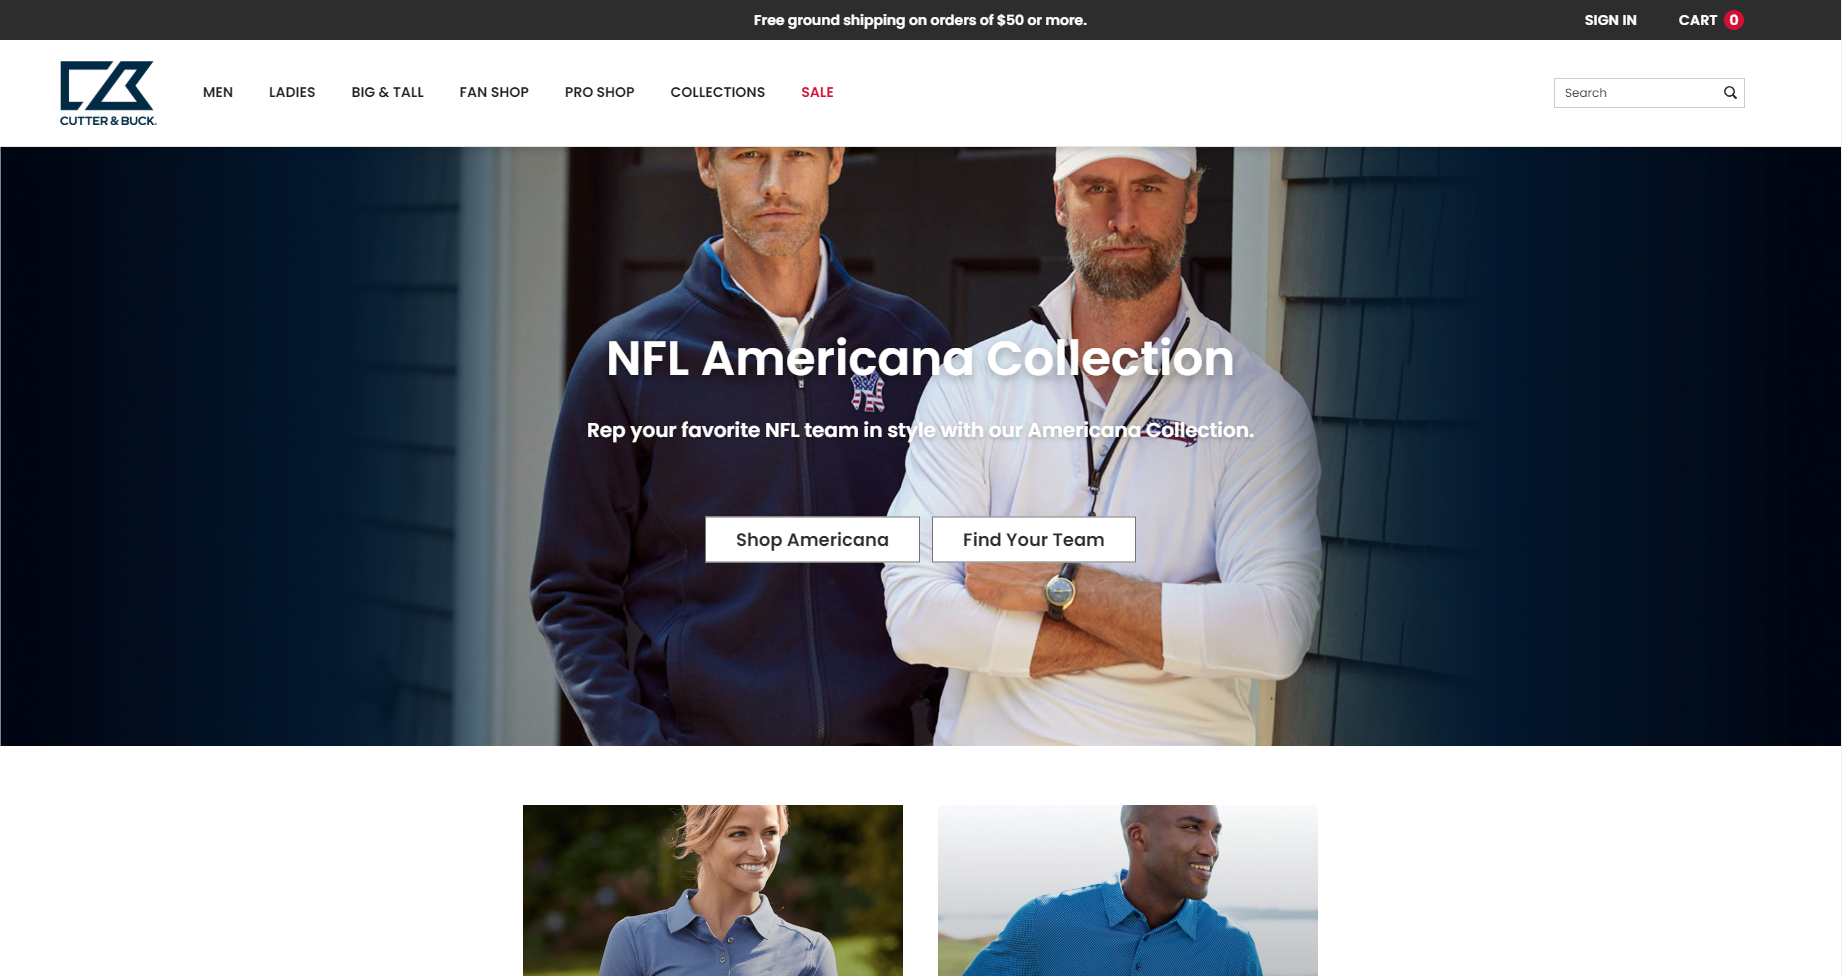 Free ground shipping on orders of $50 or more.
SIGN IN
CART 0
CUTTER & BUCK.
MEN
LADIES
BIG & TALL
FAN SHOP
PRO SHOP
COLLECTIONS
SALE
Search
NFL Americana Collection
Rep your favorite NFL team in style with our Americana Collection.
Shop Americana
Find Your Team